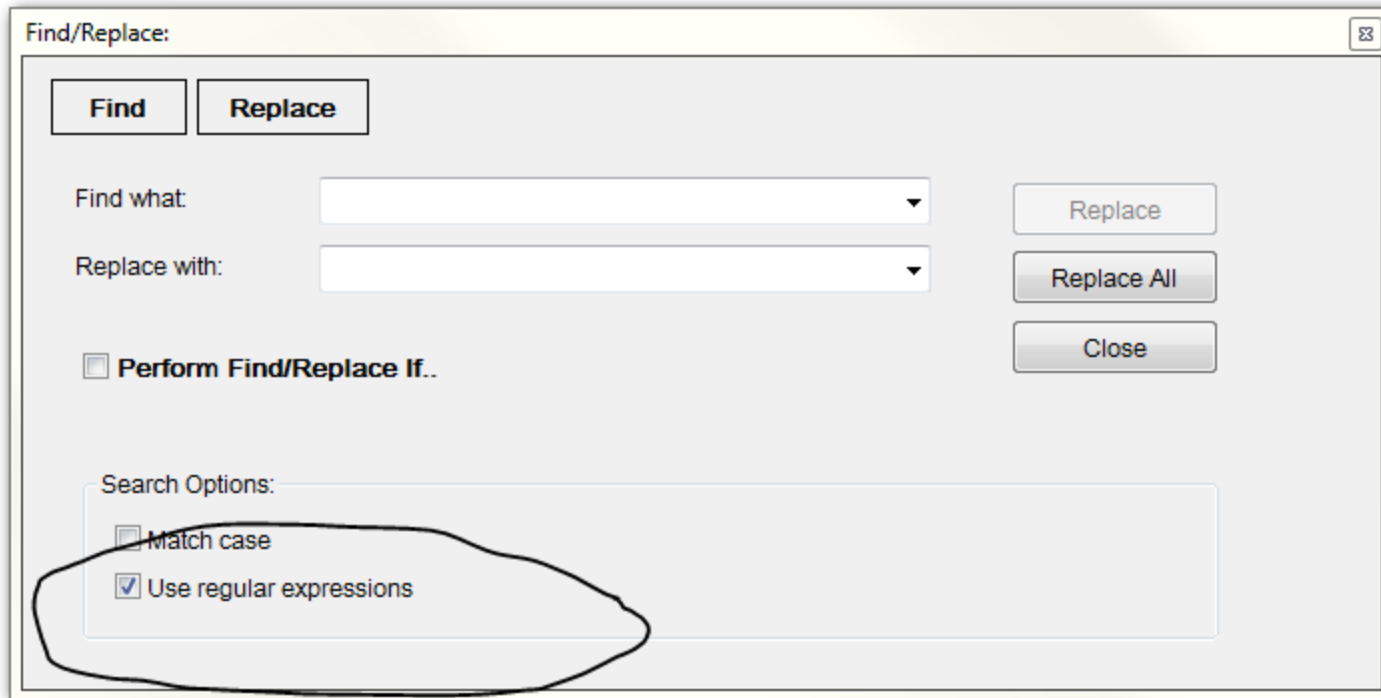 Find/Replace:
Find Replace
Find what:
Replace
Replace with:
Replace All
Close
Perform Find/Replace If..
Search Options:
Match case
Use regular expressions